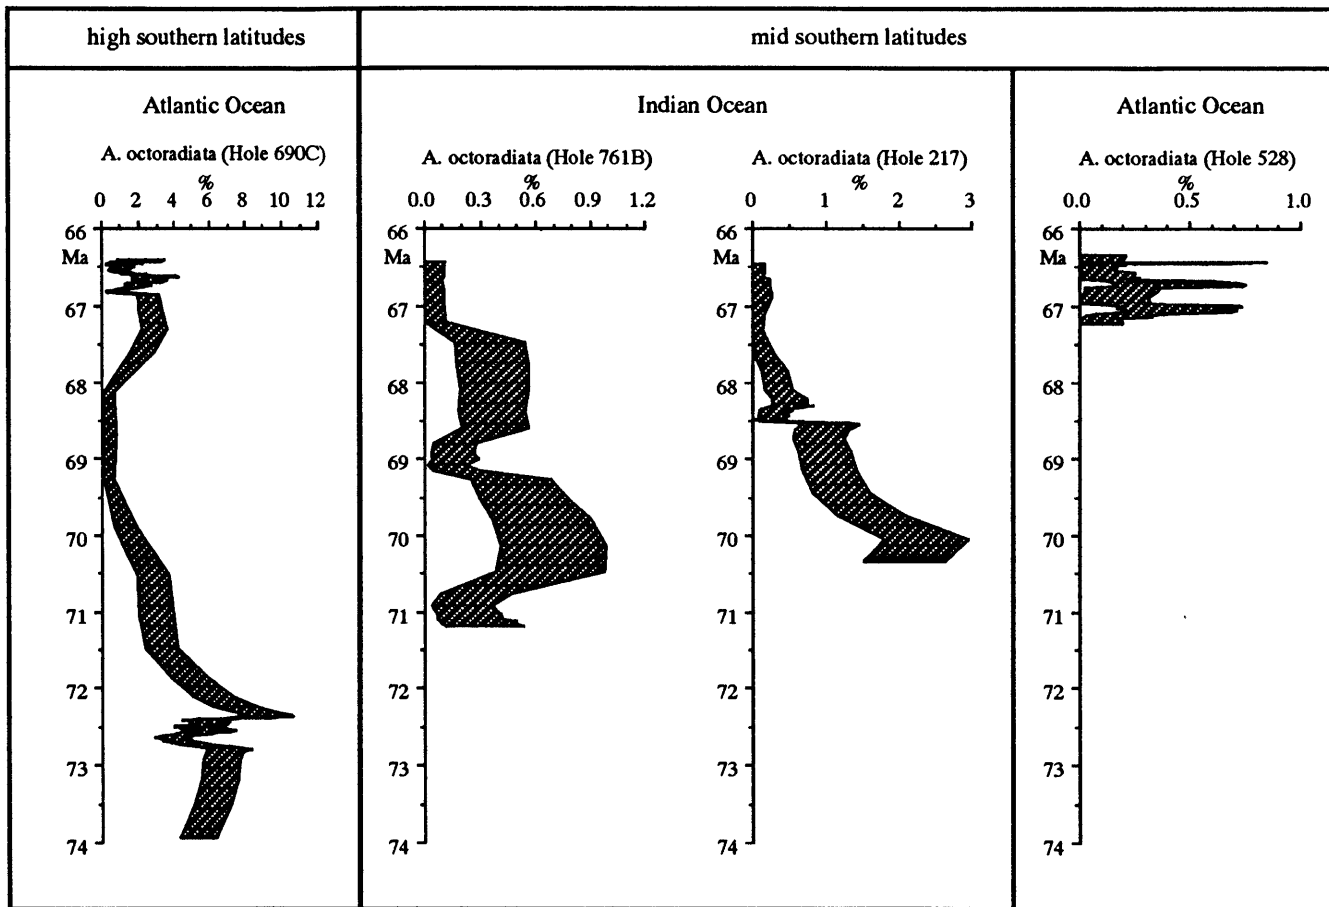 high southern latitudes
mid southern latitudes
Atlantic Ocean
Indian Ocean
Atlantic Ocean
A. octoradiata (Hole 690C)
%
0 2 4 6 8 10 12
66
Ma
67
68
69
70
71
72
73
74
A. octoradiata (Hole 761B)
%
0.0 0.3 0.6 0.9 1.2
66
Ma
67
68
69
70
71
72
73
74
A. octoradiata (Hole 217)
%
0 1 2 3
66
Ma
67
68
69
70
71
72
73
74
A. octoradiata (Hole 528)
%
0.0 0.5 1.0
66
Ma
67
68
69
70
71
72
73
74